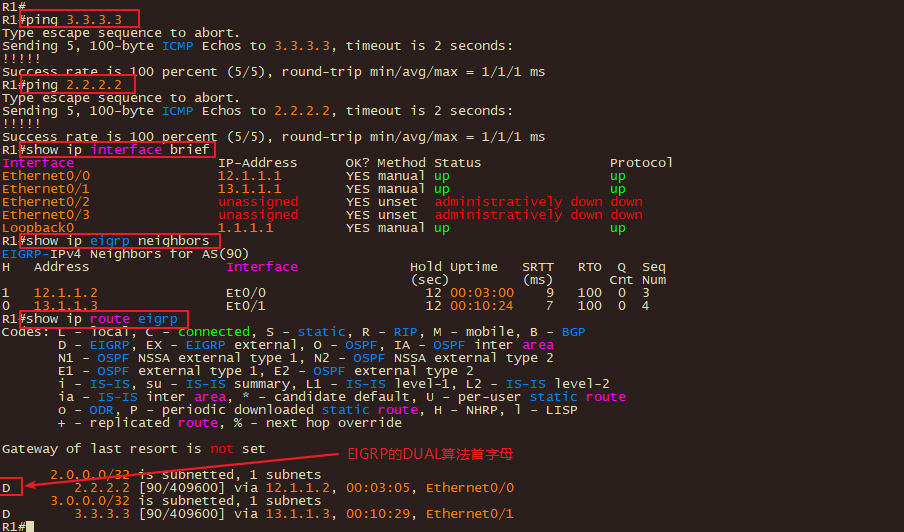 R1#
R1#ping 3.3.3.3
Type escape sequence to abort.
Sending 5, 100-byte ICMP Echos to 3.3.3.3, timeout is 2 seconds:
!!!!!
Success rate is 100 percent (5/5), round-trip min/avg/max = 1/1/1 ms
R1#ping 2.2.2.2
Type escape sequence to abort.
Sending 5, 100-byte ICMP Echos to 2.2.2.2, timeout is 2 seconds:
!!!!!
Success rate is 100 percent (5/5), round-trip min/avg/max = 1/1/1 ms
R1#show ip interface brief
Interface IP-Address OK? Method Status Protocol
Ethernet0/0 12.1.1.1 YES manual up up
Ethernet0/1 13.1.1.1 YES manual up up
Ethernet0/2 unassigned YES unset administratively down down
Ethernet0/3 unassigned YES unset administratively down down
Loopback0 1.1.1.1 YES manual up up
R1#show ip eigrp neighbors
EIGRP-IPv4 Neighbors for AS(90)
H Address Interface Hold Uptime SRTT RTO Q Seq
(sec) (ms) Cnt Num
1 12.1.1.2 Et0/0 12 00:03:00 9 100 0 3
0 13.1.1.3 Et0/1 12 00:10:24 7 100 0 4
R1#show ip route eigrp
Codes: L - local, C - connected, S - static, R - RIP, M - mobile, B - BGP
D - EIGRP, EX - EIGRP external, O - OSPF, IA - OSPF inter area
N1 - OSPF NSSA external type 1, N2 - OSPF NSSA external type 2
E1 - OSPF external type 1, E2 - OSPF external type 2
i - IS-IS, su - IS-IS summary, L1 - IS-IS level-1, L2 - IS-IS level-2
ia - IS-IS inter area, * - candidate default, U - per-user static route
o - ODR, P - periodic downloaded static route, H - NHRP, l - LISP
+ - replicated route, % - next hop override
Gateway of last resort is not set
EIGRP的DUAL算法首字母
2.0.0.0/32 is subnetted, 1 subnets
D 2.2.2.2 [90/409600] via 12.1.1.2, 00:03:05, Ethernet0/0
3.0.0.0/32 is subnetted, 1 subnets
D 3.3.3.3 [90/409600] via 13.1.1.3, 00:10:29, Ethernet0/1
R1#